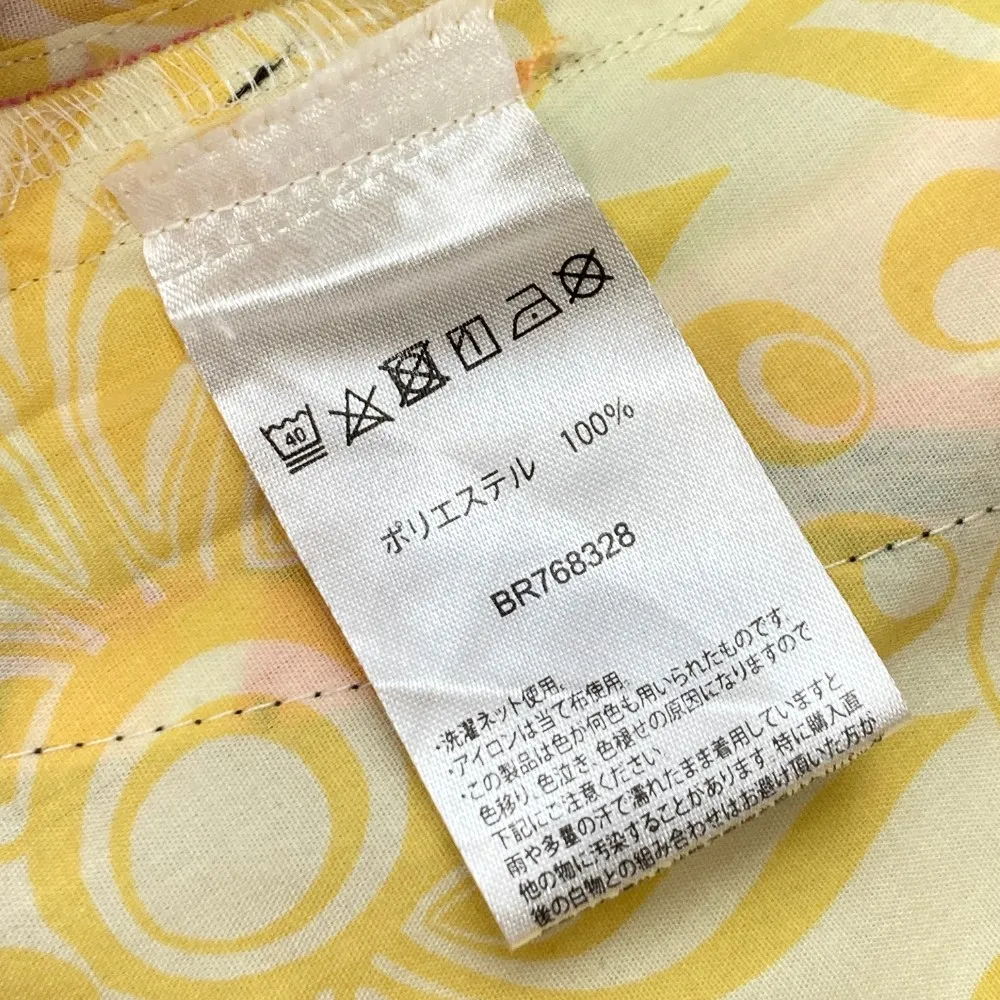 40
ポリエステル 100%
BR768328
・洗濯ネット使用.
・アイロンは当て布使用.
・この製品は色か何色も用いられたものです.
色移り,色泣き,色褪せの原因になりますので
下記にご注意ください.
雨や多量の汗で濡れたまま着用していますと
他の物に汚染することがあります.特に購入直
後の白物との組み合わせはお避け頂いた方が